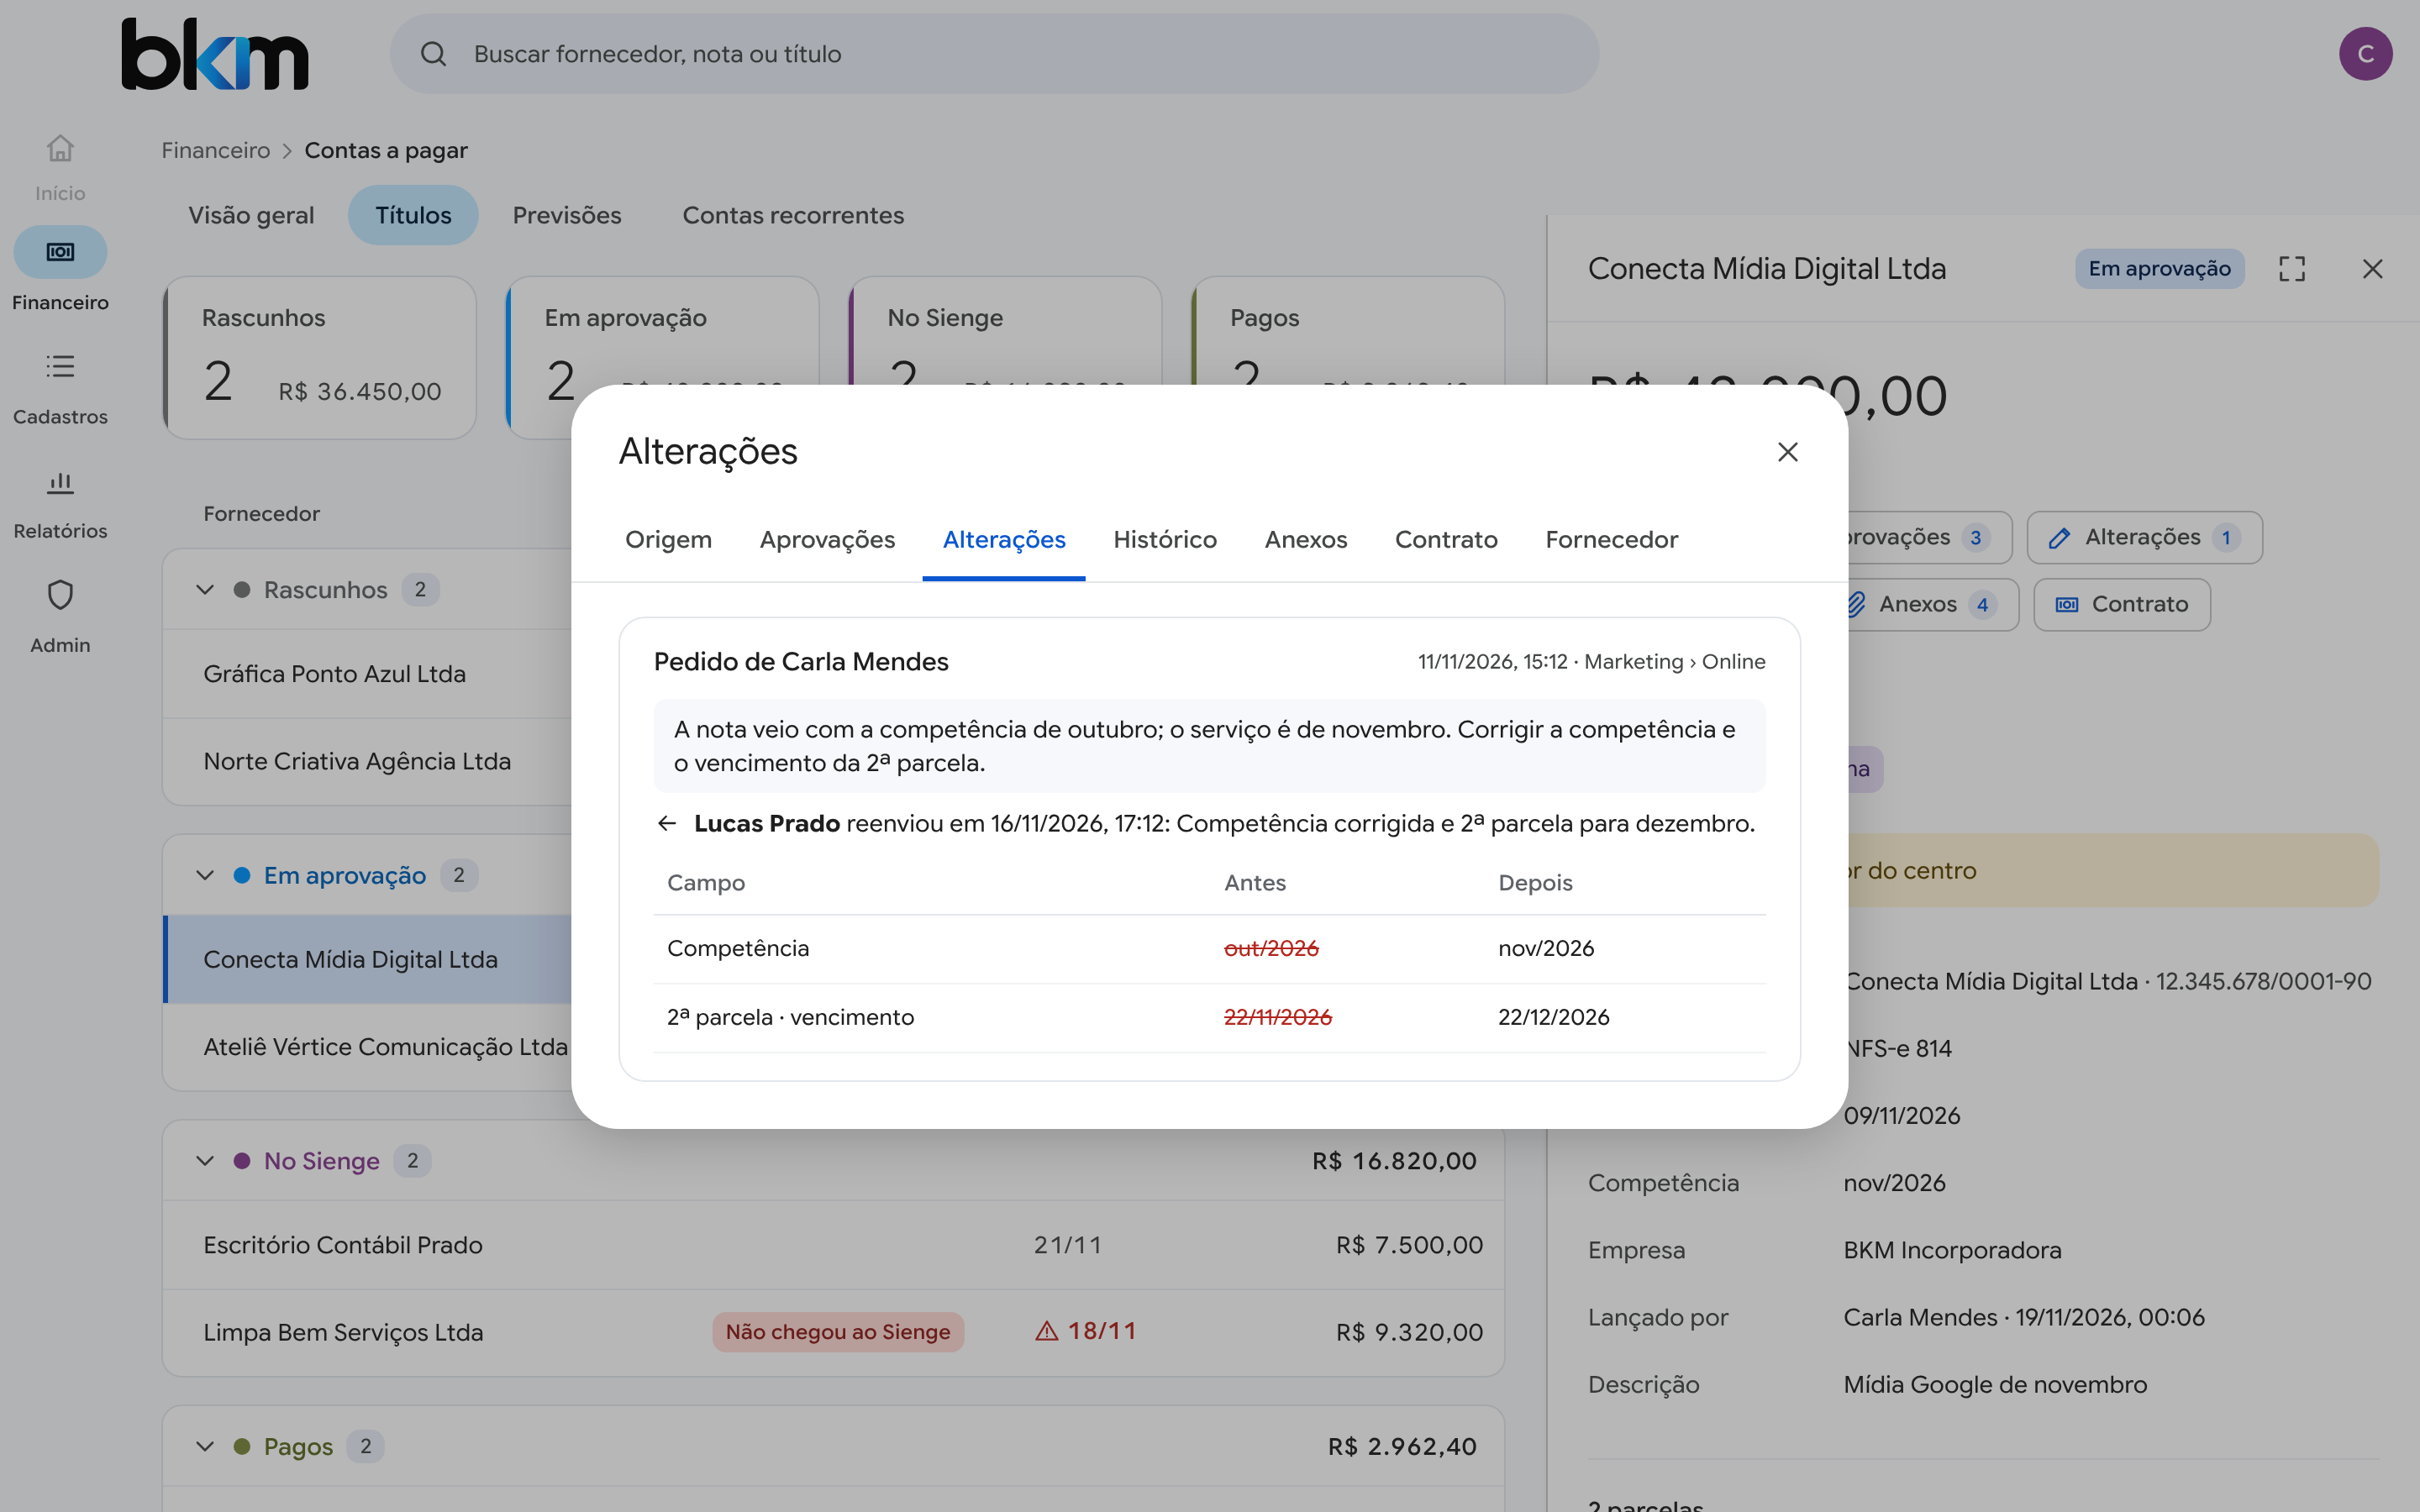 bkm
Buscar fornecedor, nota ou título
C
Início
Financeiro
Cadastros
Relatórios
Admin
Financeiro > Contas a pagar
Visão geral
Títulos
Previsões
Contas recorrentes
Rascunhos
2
R$ 36.450,00
Em aprovação
2
No Sienge
2
Pagos
2
Fornecedor
Rascunhos 2
Gráfica Ponto Azul Ltda
Norte Criativa Agência Ltda
Em aprovação 2
Conecta Mídia Digital Ltda
Ateliê Vértice Comunicação Ltda
No Sienge 2
R$ 16.820,00
Escritório Contábil Prado
21/11
R$ 7.500,00
Limpa Bem Serviços Ltda
Não chegou ao Sienge
18/11
R$ 9.320,00
Pagos 2
R$ 2.962,40
Alterações
Origem
Aprovações
Alterações
Histórico
Anexos
Contrato
Fornecedor
Pedido de Carla Mendes
11/11/2026, 15:12 · Marketing › Online
A nota veio com a competência de outubro; o serviço é de novembro. Corrigir a competência e
o vencimento da 2ª parcela.
← Lucas Prado reenviou em 16/11/2026, 17:12: Competência corrigida e 2ª parcela para dezembro.
Campo
Antes
Depois
Competência
out/2026
nov/2026
2ª parcela · vencimento
22/11/2026
22/12/2026
Conecta Mídia Digital Ltda
Em aprovação
0,00
3
Alterações 1
Anexos 4
Contrato
do centro
Conecta Mídia Digital Ltda · 12.345.678/0001-90
NFS-e 814
09/11/2026
Competência
nov/2026
Empresa
BKM Incorporadora
Lançado por
Carla Mendes · 19/11/2026, 00:06
Descrição
Mídia Google de novembro
2 parcelas